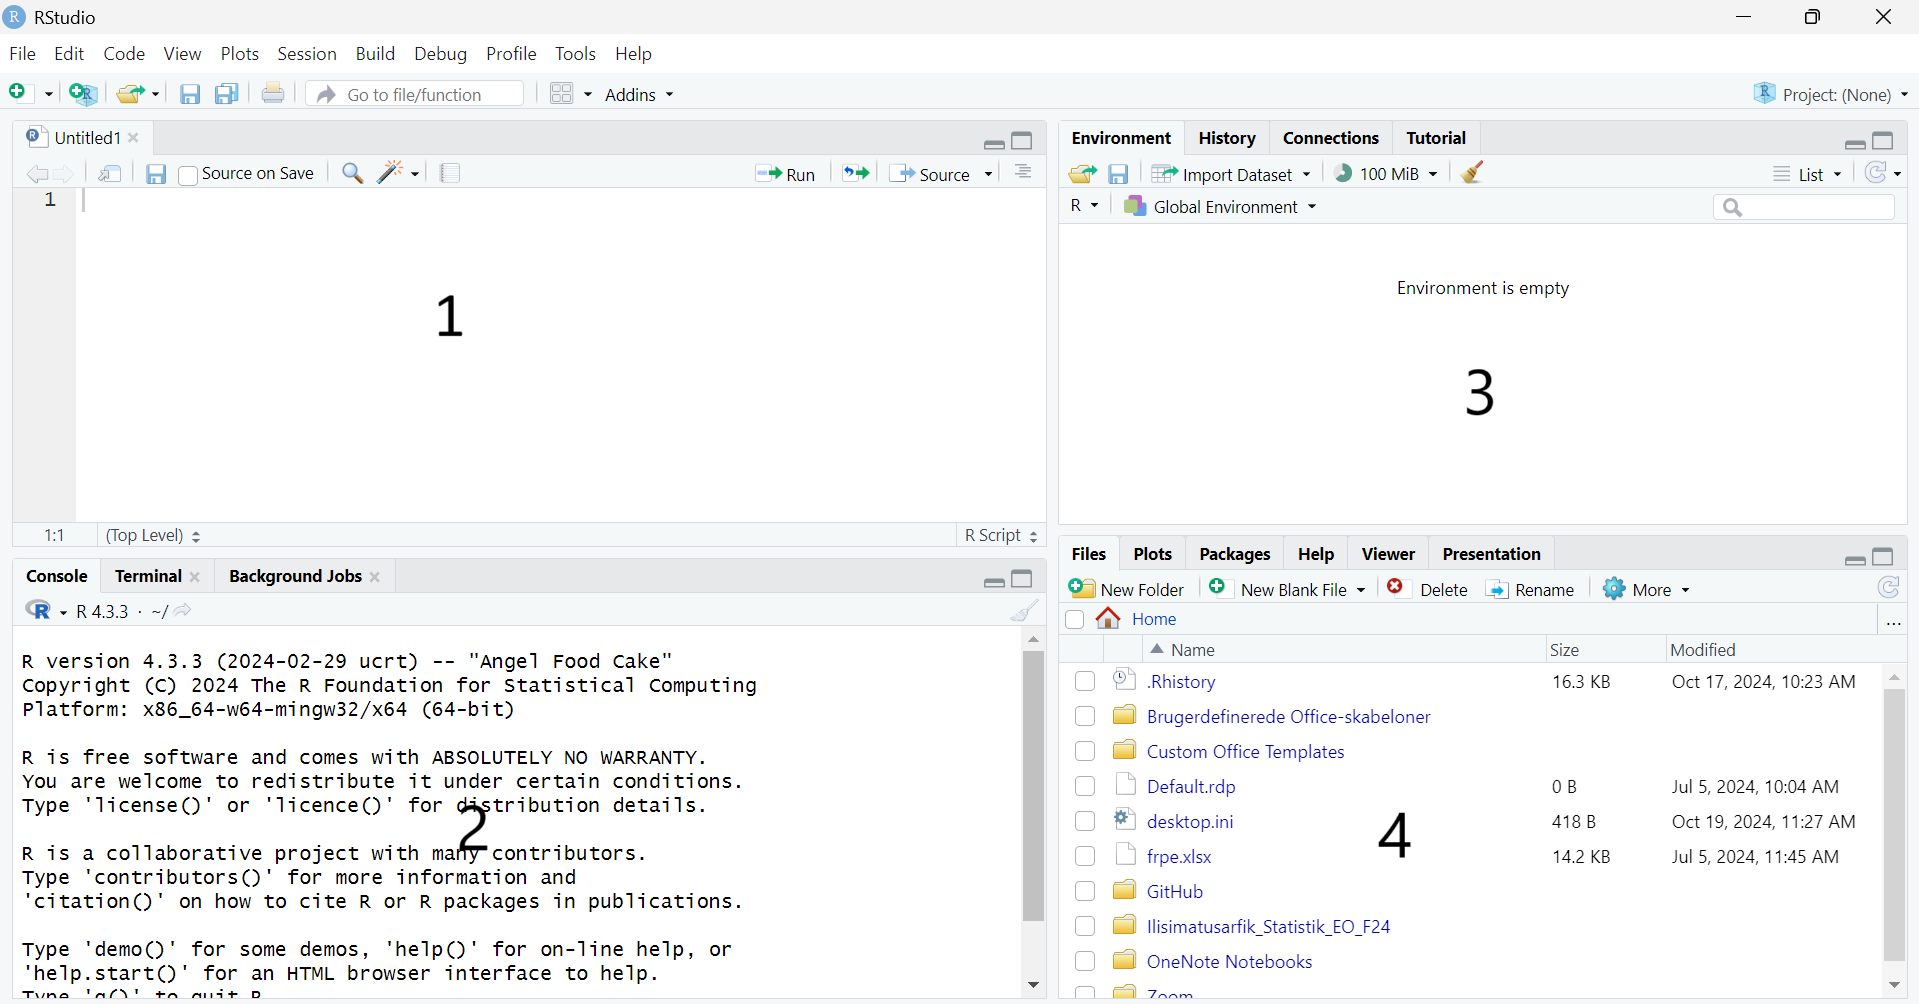 RStudio
File Edit Code View Plots Session Build Debug Profile Tools Help
Go to file/function Addins Project: (None)
Untitled1
Source on Save Run Source
1
1
1:1 (Top Level) R Script
Console Terminal Background Jobs
R 4.3.3 · ~/
R version 4.3.3 (2024-02-29 ucrt) -- "Angel Food Cake"
Copyright (C) 2024 The R Foundation for Statistical Computing
Platform: x86_64-w64-mingw32/x64 (64-bit)
R is free software and comes with ABSOLUTELY NO WARRANTY.
You are welcome to redistribute it under certain conditions.
Type 'license()' or 'licence()' for distribution details.
2
R is a collaborative project with many contributors.
Type 'contributors()' for more information and
'citation()' on how to cite R or R packages in publications.
Type 'demo()' for some demos, 'help()' for on-line help, or
'help.start()' for an HTML browser interface to help.
Type 'q()' to quit R.
Environment History Connections Tutorial
Import Dataset 100 MiB List
R Global Environment
Environment is empty
3
Files Plots Packages Help Viewer Presentation
New Folder New Blank File Delete Rename More
Home ...
Name Size Modified
.Rhistory 16.3 KB Oct 17, 2024, 10:23 AM
Brugerdefinerede Office-skabeloner
Custom Office Templates
Default.rdp 0 B Jul 5, 2024, 10:04 AM
desktop.ini 418 B Oct 19, 2024, 11:27 AM
4
frpe.xlsx 14.2 KB Jul 5, 2024, 11:45 AM
GitHub
Ilisimatusarfik_Statistik_EO_F24
OneNote Notebooks
Zoom